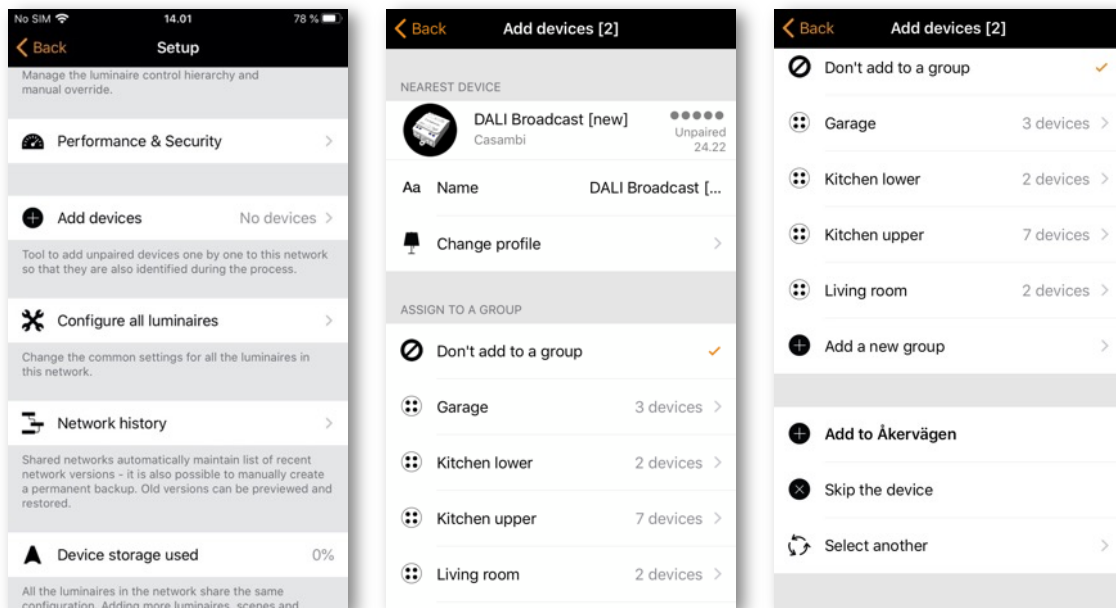 No SIM 14.01 78 %
Back Setup
Manage the luminaire control hierarchy and
manual override.
Performance & Security
Add devices No devices
Tool to add unpaired devices one by one to this network
so that they are also identified during the process.
Configure all luminaires
Change the common settings for all the luminaires in
this network.
Network history
Shared networks automatically maintain list of recent
network versions - it is also possible to manually create
a permanent backup. Old versions can be previewed and
restored.
Device storage used 0%
All the luminaires in the network share the same
configuration. Adding more luminaires, scenes and
Back Add devices [2]
NEAREST DEVICE
DALI Broadcast [new]
Casambi
Unpaired
24.22
Aa Name DALI Broadcast [...
Change profile
ASSIGN TO A GROUP
Don't add to a group
Garage 3 devices
Kitchen lower 2 devices
Kitchen upper 7 devices
Living room 2 devices
Back Add devices [2]
Don't add to a group
Garage 3 devices
Kitchen lower 2 devices
Kitchen upper 7 devices
Living room 2 devices
Add a new group
Add to Åkervägen
Skip the device
Select another